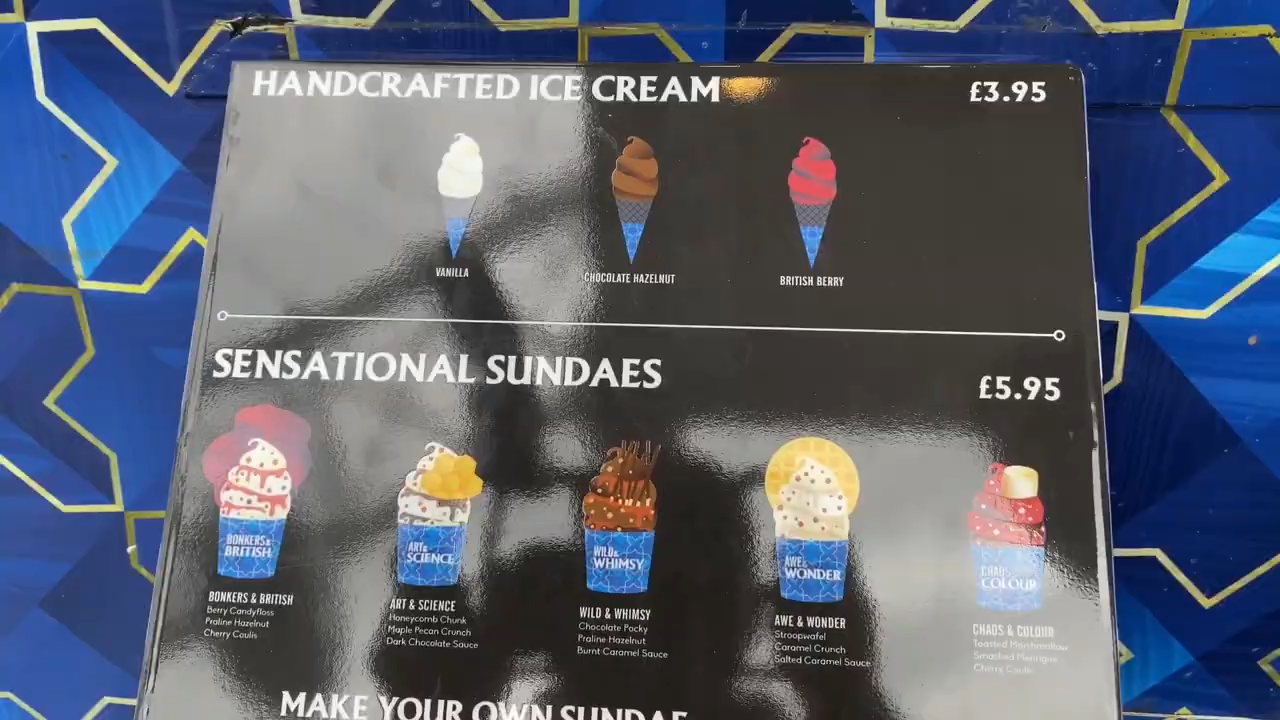 HANDCRAFTED ICE CREAM £3.95
VANILLA
CHOCOLATE HAZELNUT
BRITISH BERRY
SENSATIONAL SUNDAES £5.95
BONKERS &
BRITISH
ART &
SCIENCE
WILD &
WHIMSY
AWE &
WONDER
CHAOS
COLOUR
BONKERS & BRITISH
Berry Candyfloss
Praline Hazelnut
Cherry Coulis
ART & SCIENCE
Honeycomb Chunk
Maple Pecan Crunch
Dark Chocolate Sauce
WILD & WHIMSY
Chocolate Pocky
Praline Hazelnut
Burnt Caramel Sauce
AWE & WONDER
Stroopwafel
Caramel Crunch
Salted Caramel Sauce
CHAOS & COLOUR
Toasted Marshmallow
Smashed Meringue
Cherry Coulis
MAKE YOUR OWN SUNDAE